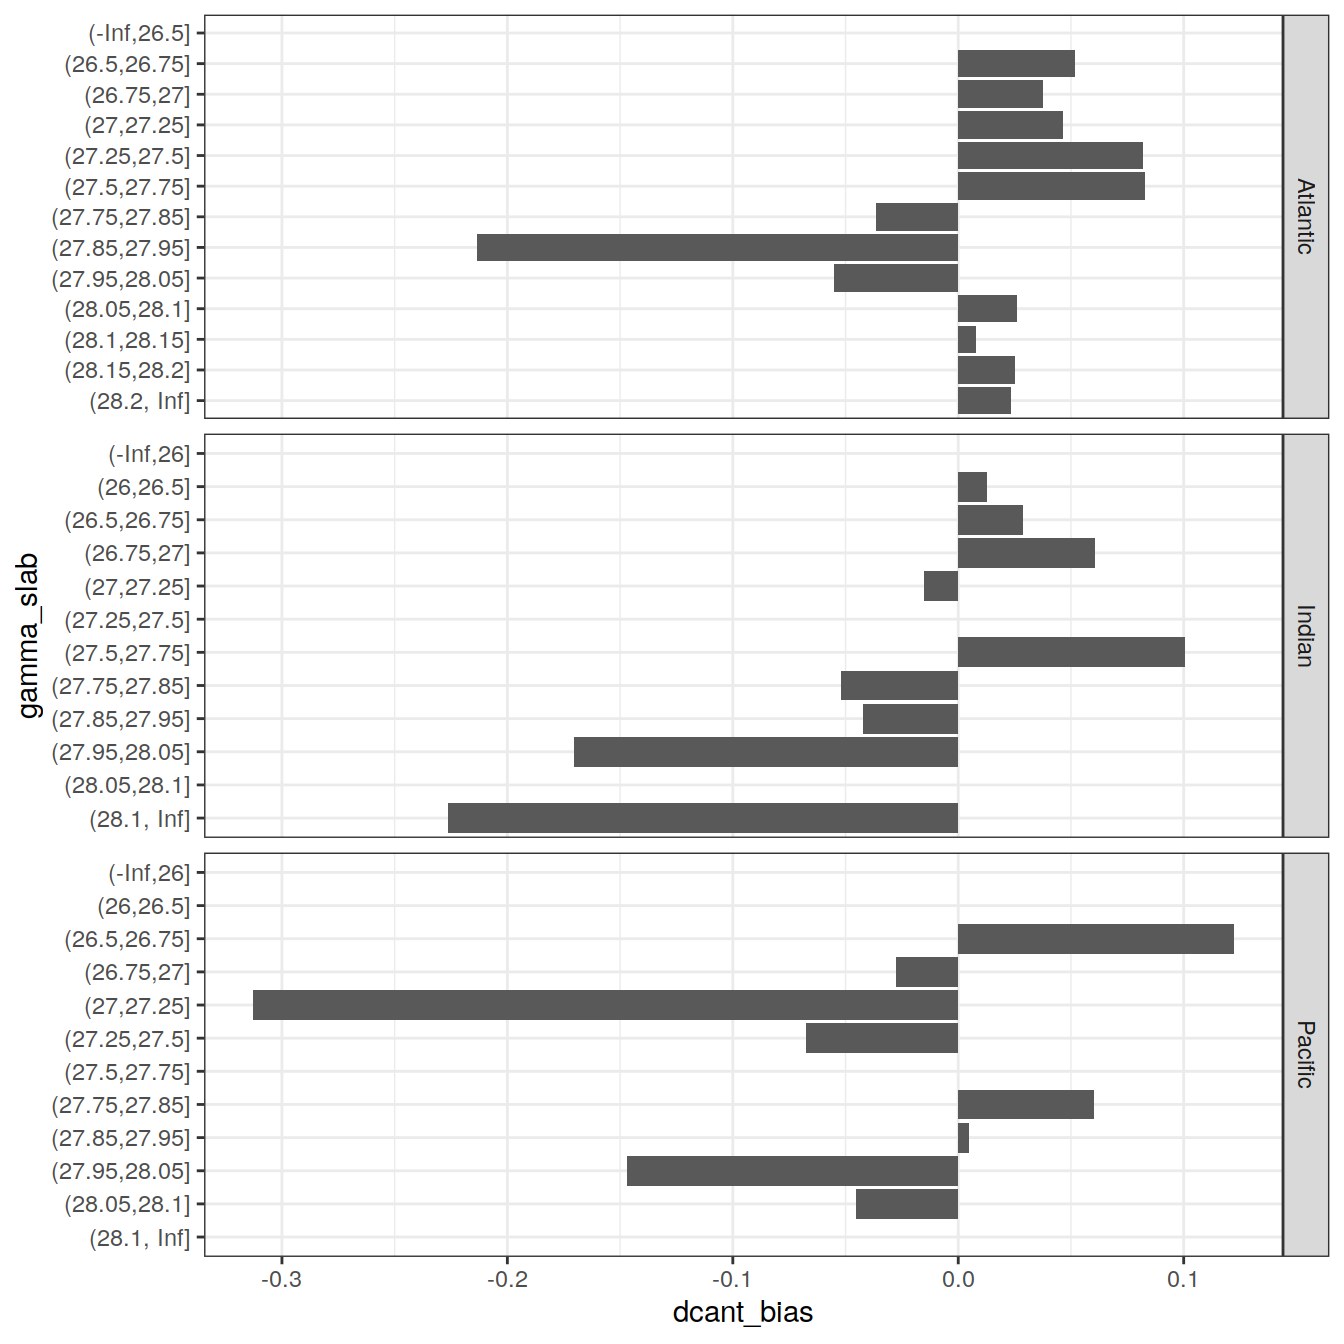 (-Inf,26.5]
(26.5,26.75]
(26.75,27]
(27,27.25]
(27.25,27.5]
(27.5,27.75]
(27.75,27.85]
(27.85,27.95]
(27.95,28.05]
(28.05,28.1]
(28.1,28.15]
(28.15,28.2]
(28.2, Inf]
Atlantic
(-Inf,26]
(26,26.5]
(26.5,26.75]
(26.75,27]
(27,27.25]
(27.25,27.5]
(27.5,27.75]
(27.75,27.85]
(27.85,27.95]
(27.95,28.05]
(28.05,28.1]
(28.1, Inf]
Indian
gamma_slab
(-Inf,26]
(26,26.5]
(26.5,26.75]
(26.75,27]
(27,27.25]
(27.25,27.5]
(27.5,27.75]
(27.75,27.85]
(27.85,27.95]
(27.95,28.05]
(28.05,28.1]
(28.1, Inf]
Pacific
-0.3 -0.2 -0.1 0.0 0.1
dcant_bias